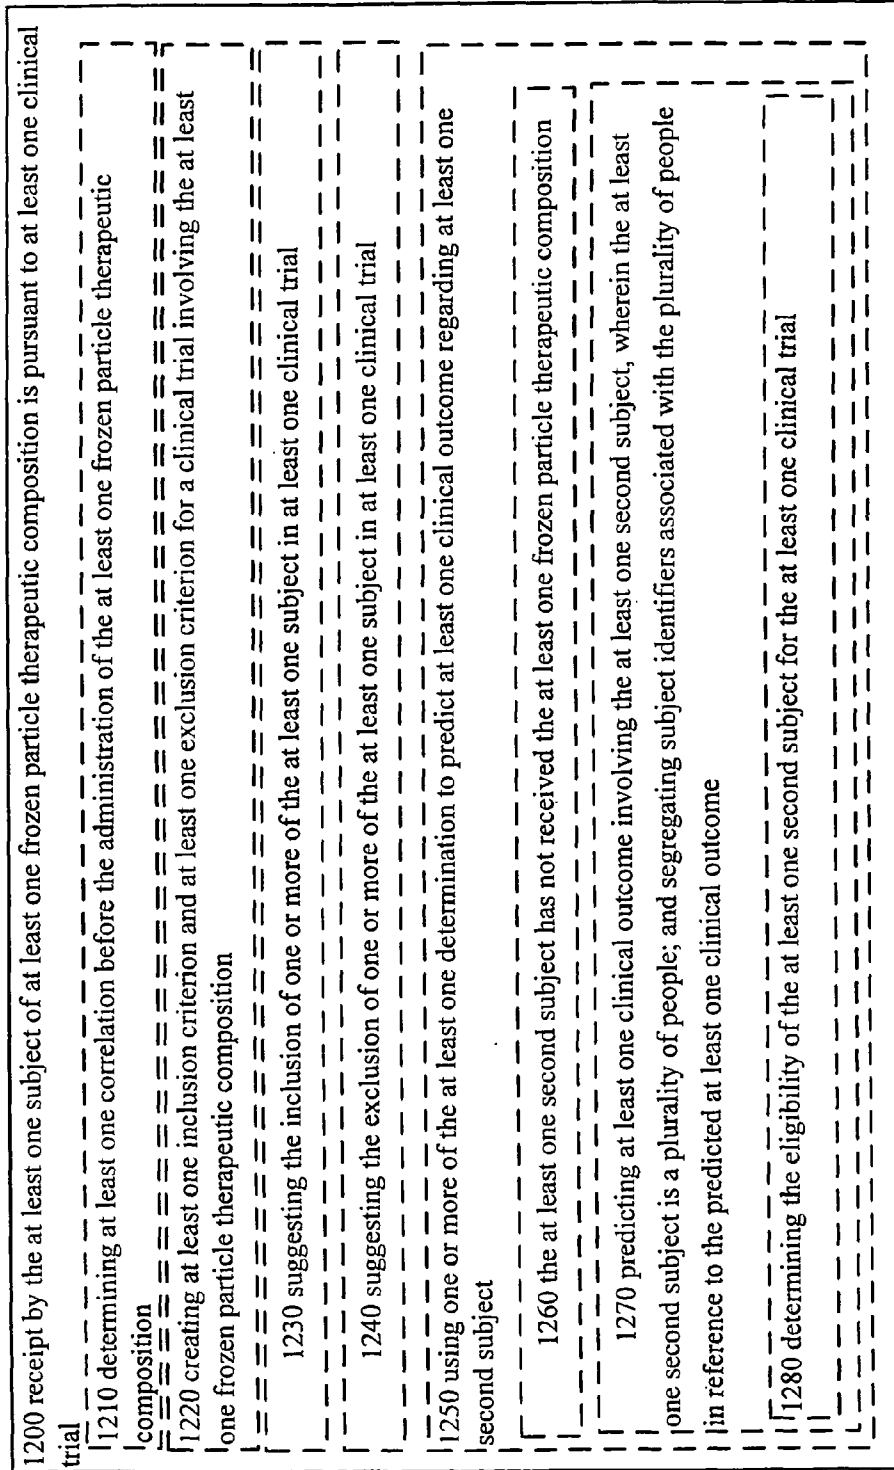 1200 receipt by the at least one subject of at least one frozen particle therapeutic composition is pursuant to at least one clinical
trial
1210 determining at least one correlation before the administration of the at least one frozen particle therapeutic
composition
1220 creating at least one inclusion criterion and at least one exclusion criterion for a clinical trial involving the at least
one frozen particle therapeutic composition
1230 suggesting the inclusion of one or more of the at least one subject in at least one clinical trial
1240 suggesting the exclusion of one or more of the at least one subject in at least one clinical trial
1250 using one or more of the at least one determination to predict at least one clinical outcome regarding at least one
second subject
1260 the at least one second subject has not received the at least one frozen particle therapeutic composition
1270 predicting at least one clinical outcome involving the at least one second subject, wherein the at least
one second subject is a plurality of people; and segregating subject identifiers associated with the plurality of people
in reference to the predicted at least one clinical outcome
1280 determining the eligibility of the at least one second subject for the at least one clinical trial